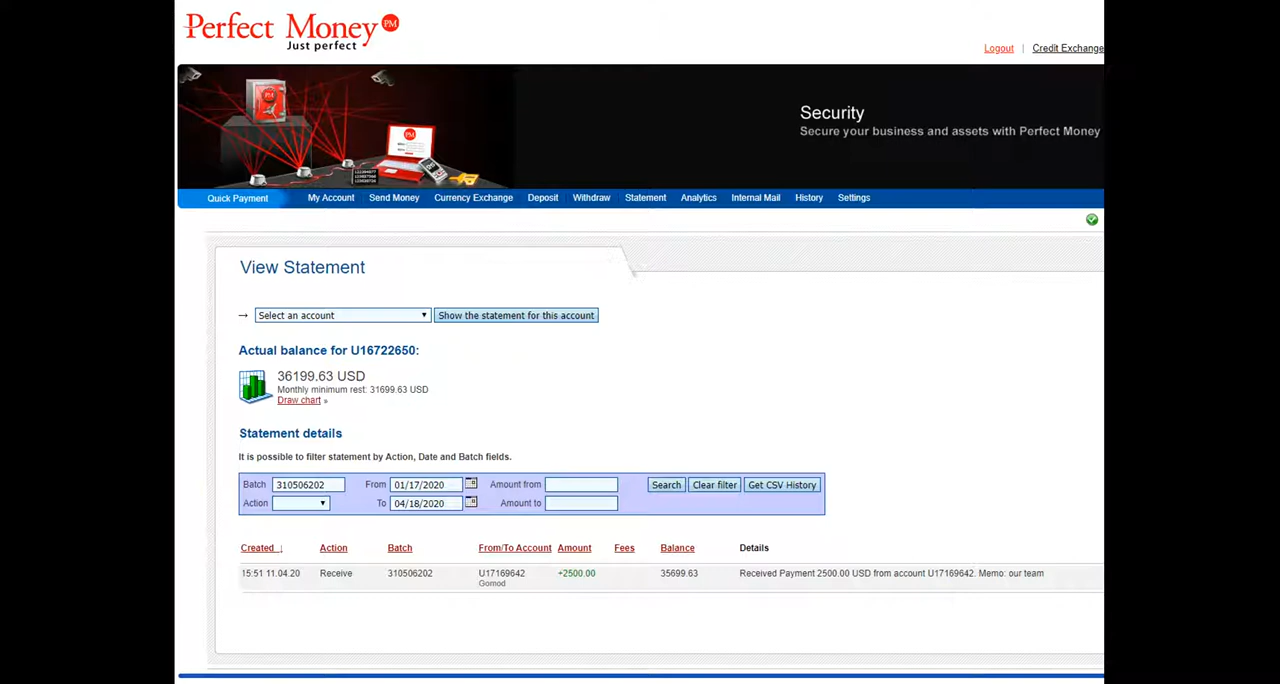 Perfect Money PM
Just perfect
Logout | Credit Exchange
Security
Secure your business and assets with Perfect Money
Quick Payment My Account Send Money Currency Exchange Deposit Withdraw Statement Analytics Internal Mail History Settings
View Statement
→ Select an account Show the statement for this account
Actual balance for U16722650:
36199.63 USD
Monthly minimum rest: 31699.63 USD
Draw chart »
Statement details
It is possible to filter statement by Action, Date and Batch fields.
Batch 310506202 From 01/17/2020 Amount from Search Clear filter Get CSV History
Action To 04/18/2020 Amount to
Created ↓ Action Batch From/To Account Amount Fees Balance Details
15:51 11.04.20 Receive 310506202 U17169642 +2500.00 35699.63 Received Payment 2500.00 USD from account U17169642. Memo: our team
Gomod